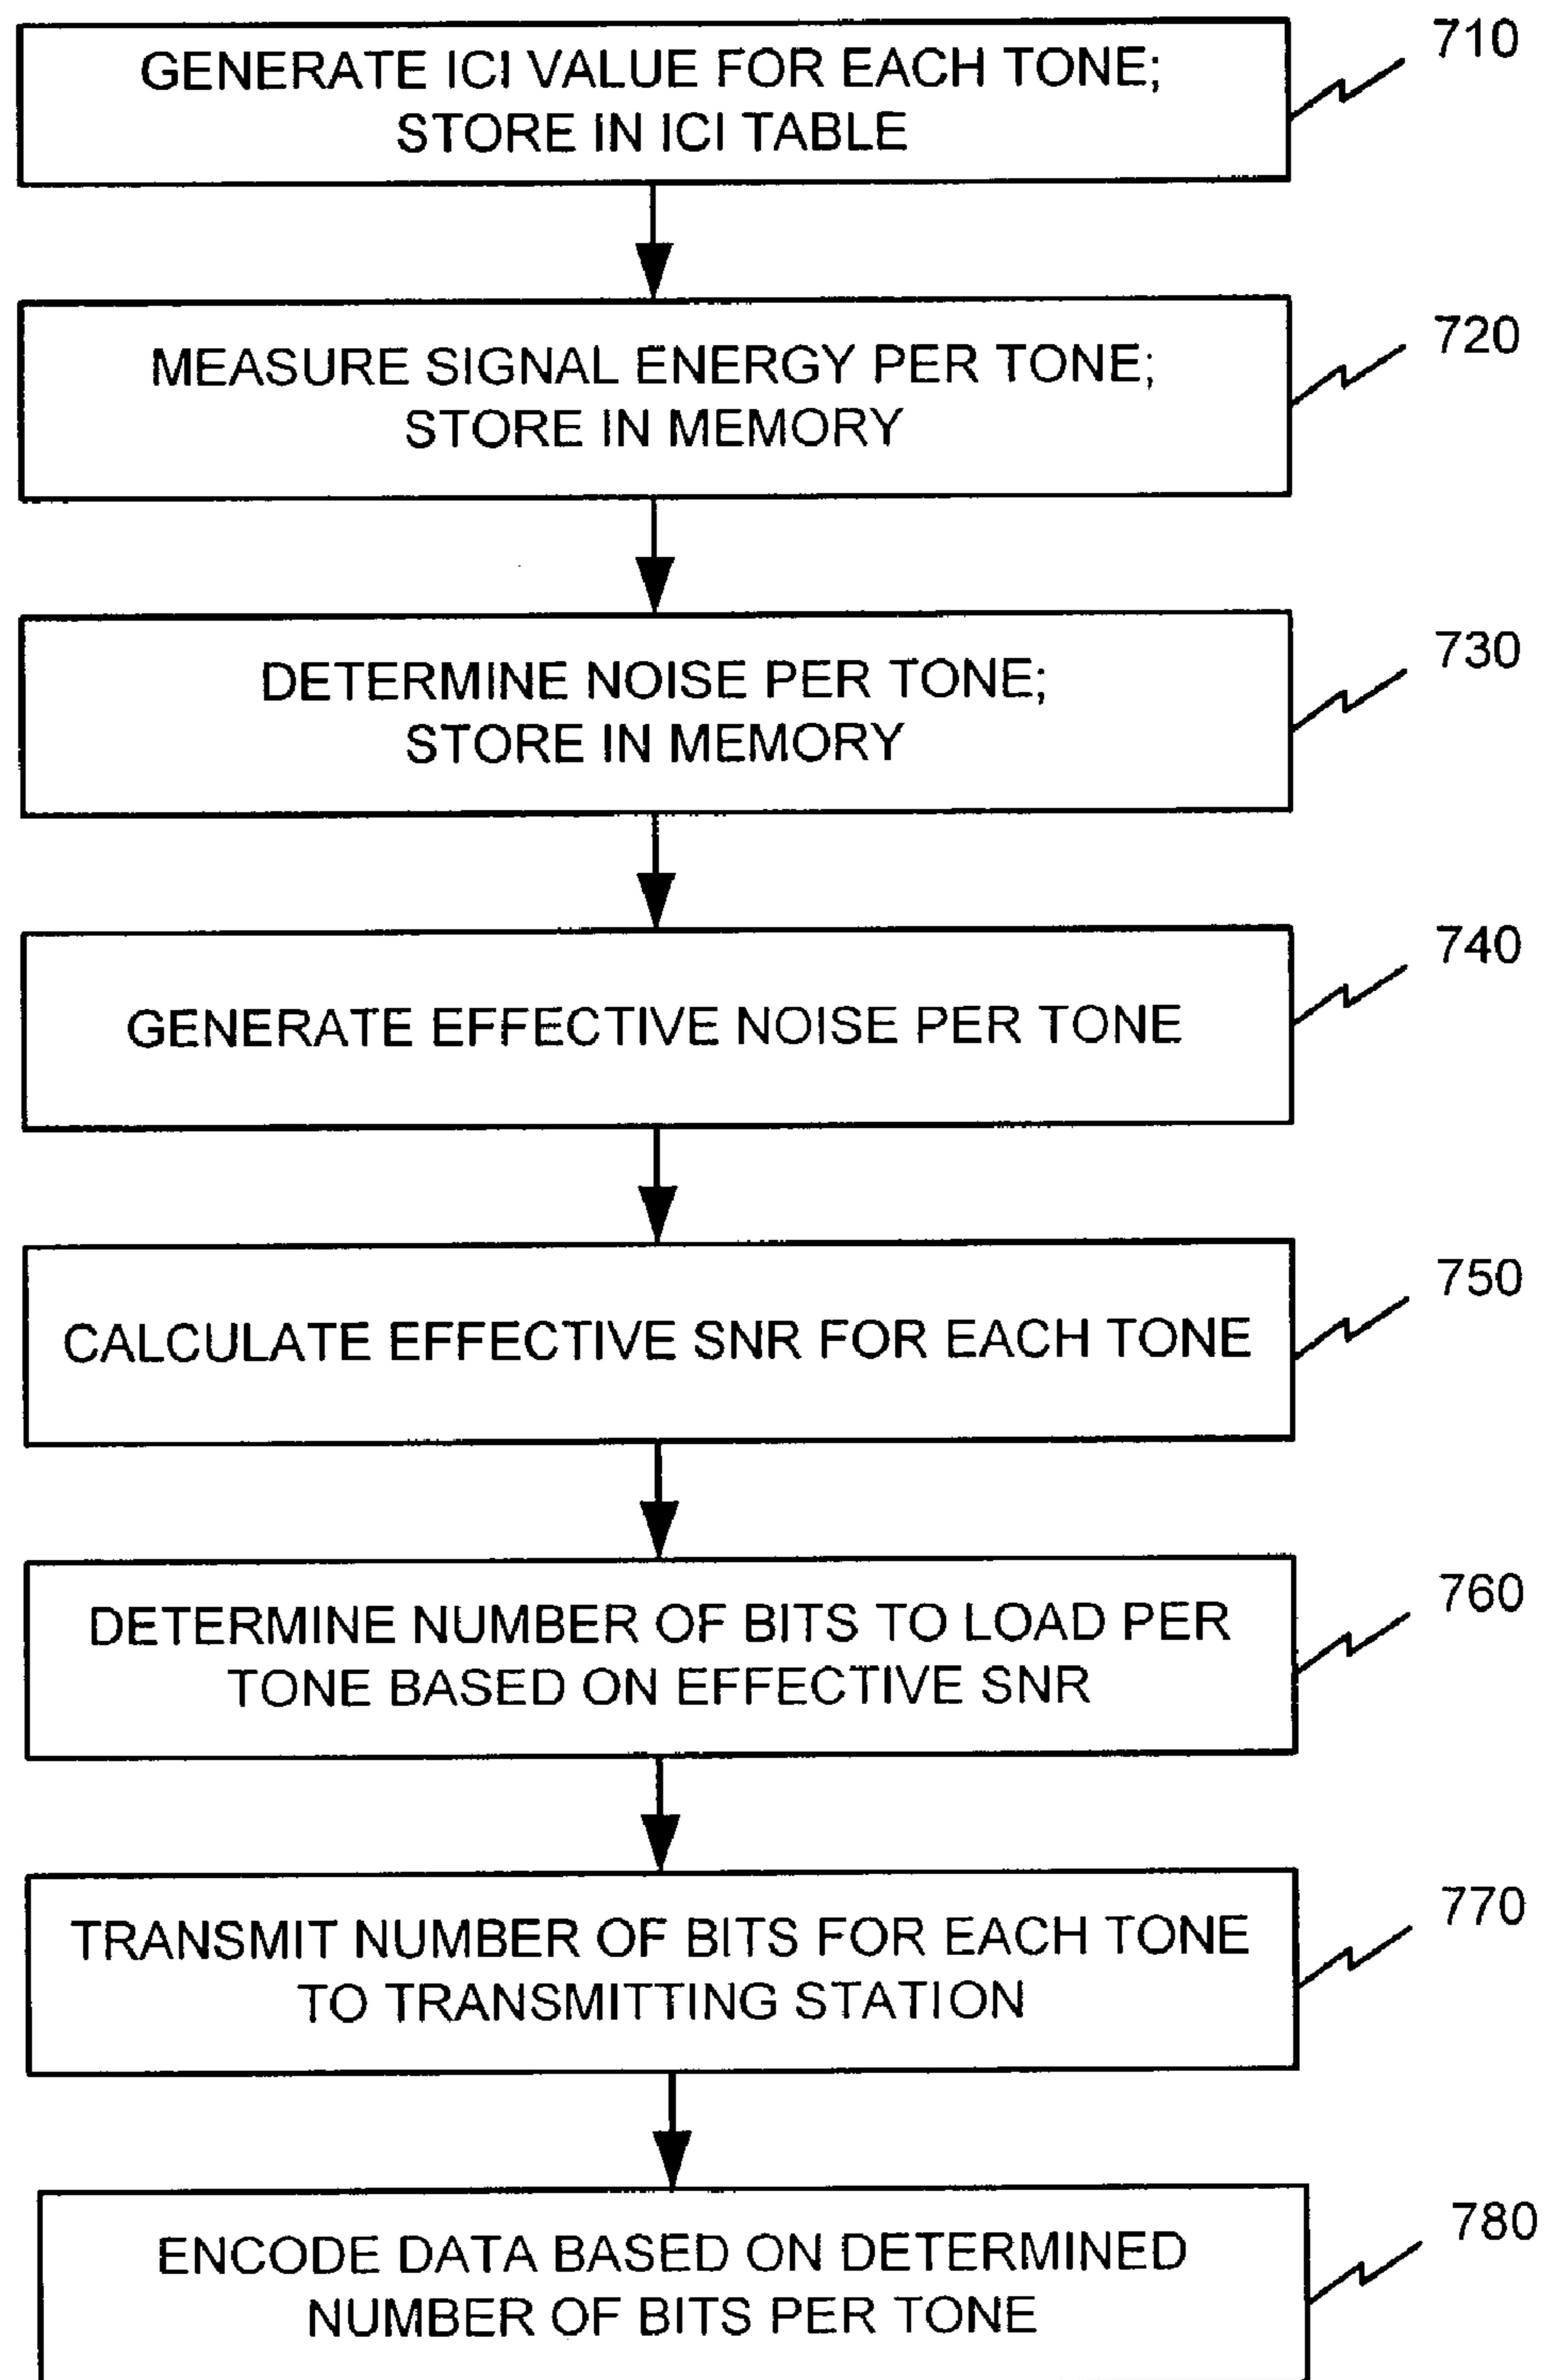 GENERATE ICI VALUE FOR EACH TONE;
STORE IN ICI TABLE
710
MEASURE SIGNAL ENERGY PER TONE;
STORE IN MEMORY
720
DETERMINE NOISE PER TONE;
STORE IN MEMORY
730
GENERATE EFFECTIVE NOISE PER TONE
740
CALCULATE EFFECTIVE SNR FOR EACH TONE
750
DETERMINE NUMBER OF BITS TO LOAD PER
TONE BASED ON EFFECTIVE SNR
760
TRANSMIT NUMBER OF BITS FOR EACH TONE
TO TRANSMITTING STATION
770
ENCODE DATA BASED ON DETERMINED
NUMBER OF BITS PER TONE
780